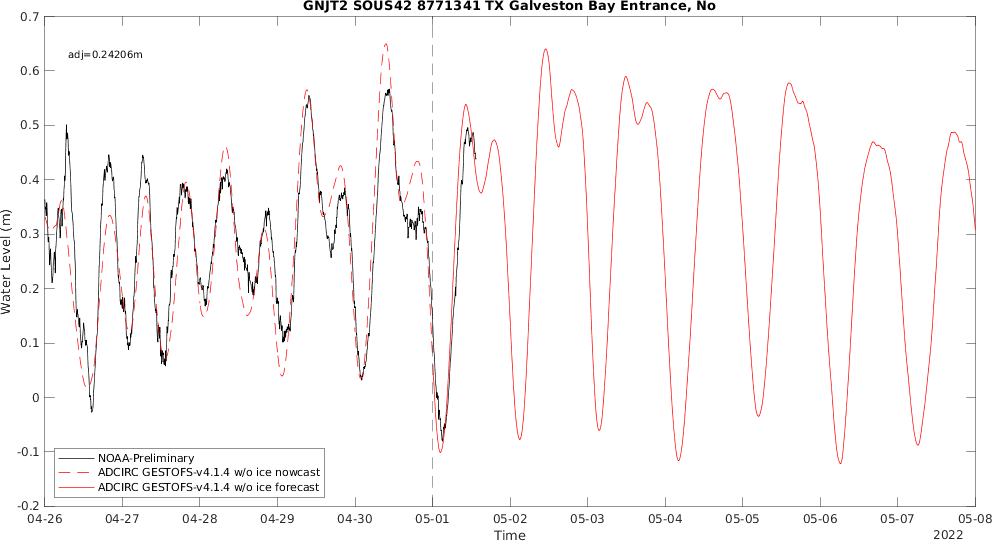 GNJT2 SOUS42 8771341 TX Galveston Bay Entrance, No
adj=0.24206m
Water Level (m)
0.7
0.6
0.5
0.4
0.3
0.2
0.1
0
-0.1
-0.2
NOAA-Preliminary
ADCIRC GESTOFS-v4.1.4 w/o ice nowcast
ADCIRC GESTOFS-v4.1.4 w/o ice forecast
04-26 04-27 04-28 04-29 04-30 05-01 05-02 05-03 05-04 05-05 05-06 05-07 05-08
Time
2022